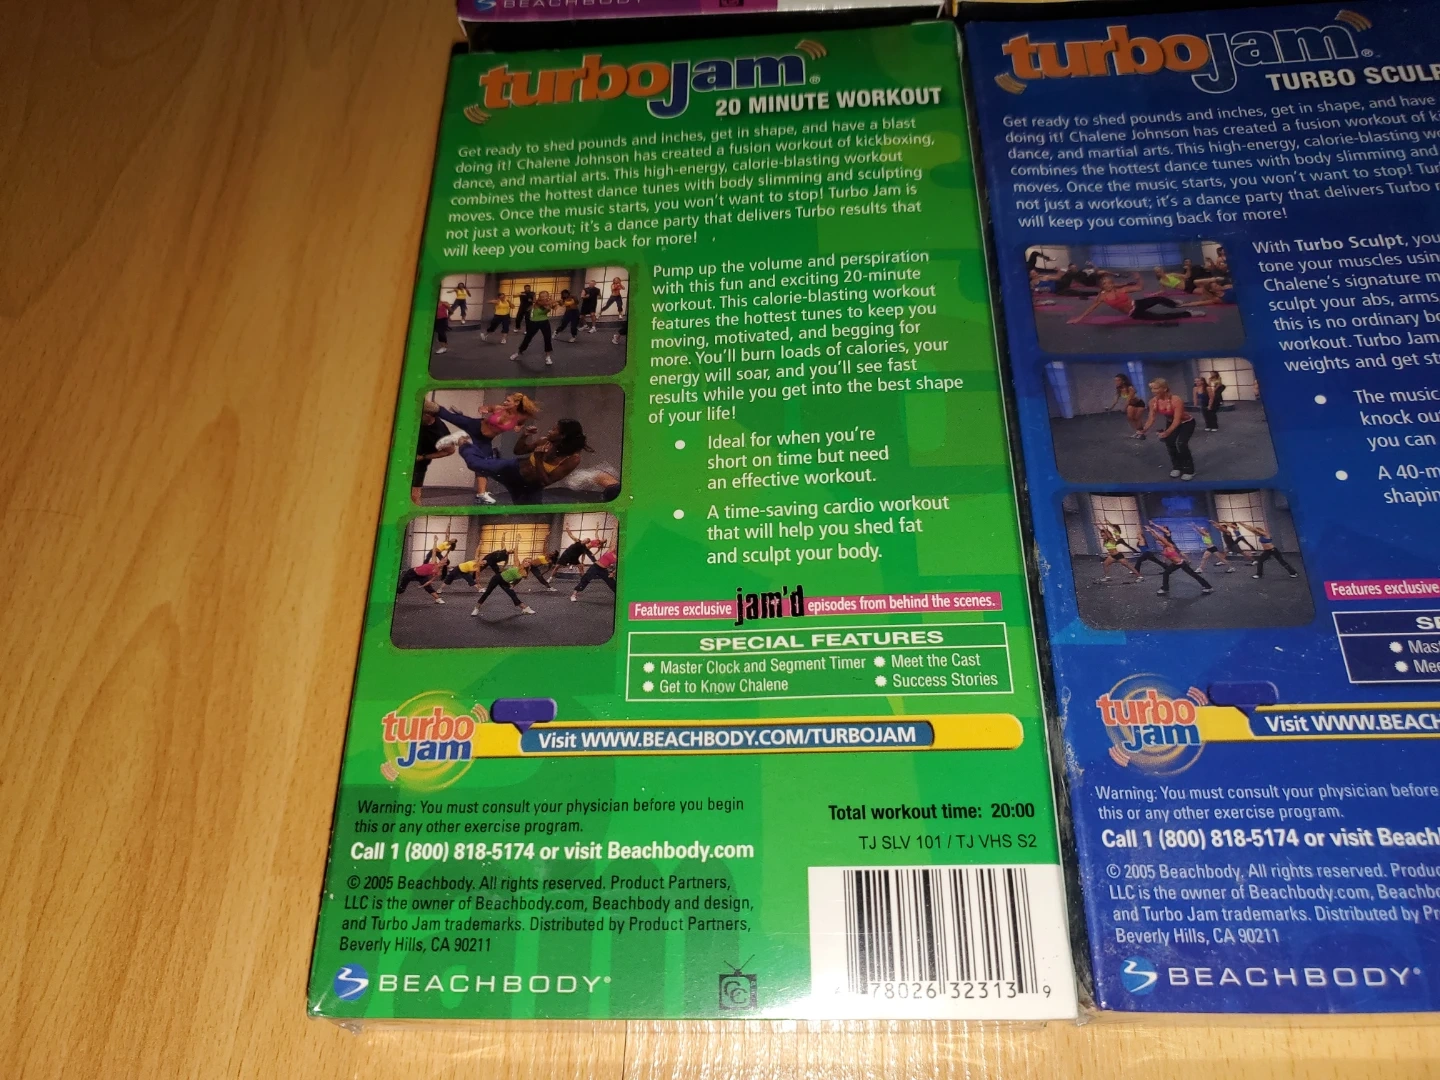 BEACHBODY
turbojam®
20 MINUTE WORKOUT
Get ready to shed pounds and inches, get in shape, and have a blast
doing it! Chalene Johnson has created a fusion workout of kickboxing,
dance, and martial arts. This high-energy, calorie-blasting workout
combines the hottest dance tunes with body slimming and sculpting
moves. Once the music starts, you won't want to stop! Turbo Jam is
not just a workout; it's a dance party that delivers Turbo results that
will keep you coming back for more!
Pump up the volume and perspiration
with this fun and exciting 20-minute
workout. This calorie-blasting workout
features the hottest tunes to keep you
moving, motivated, and begging for
more. You'll burn loads of calories, your
energy will soar, and you'll see fast
results while you get into the best shape
of your life!
• Ideal for when you're
short on time but need
an effective workout.
• A time-saving cardio workout
that will help you shed fat
and sculpt your body.
Features exclusive jam'd episodes from behind the scenes.
SPECIAL FEATURES
Master Clock and Segment Timer
Meet the Cast
Get to Know Chalene
Success Stories
turbo
jam
Visit WWW.BEACHBODY.COM/TURBOJAM
Warning: You must consult your physician before you begin
this or any other exercise program.
Call 1 (800) 818-5174 or visit Beachbody.com
Total workout time: 20:00
TJ SLV 101 / TJ VHS S2
© 2005 Beachbody. All rights reserved. Product Partners,
LLC is the owner of Beachbody.com, Beachbody and design,
and Turbo Jam trademarks. Distributed by Product Partners,
Beverly Hills, CA 90211
BEACHBODY®
CC
78026 32313 9
turbojam®
TURBO SCULP
Get ready to shed pounds and inches, get in shape, and have
doing it! Chalene Johnson has created a fusion workout of
dance, and martial arts. This high-energy, calorie-blasting
combines the hottest dance tunes with body slimming and
moves. Once the music starts, you won't want to stop!
not just a workout; it's a dance party that delivers Turbo
will keep you coming back for more!
With Turbo Sculpt, you
tone your muscles
Chalene's signature
sculpt your abs, arms,
this is no ordinary
workout. Turbo Jam
weights and get
• The music
knock
you can
• A 40-m
Features exclusive
turbo
jam
Visit WWW.BEACH
Warning: You must consult your physician before
this or any other exercise program.
Call 1 (800) 818-5174 or visit Beach
© 2005 Beachbody. All rights reserved.
LLC is the owner of Beachbody.com,
and Turbo Jam trademarks. Distributed by
Beverly Hills, CA 90211
BEACHBODY®